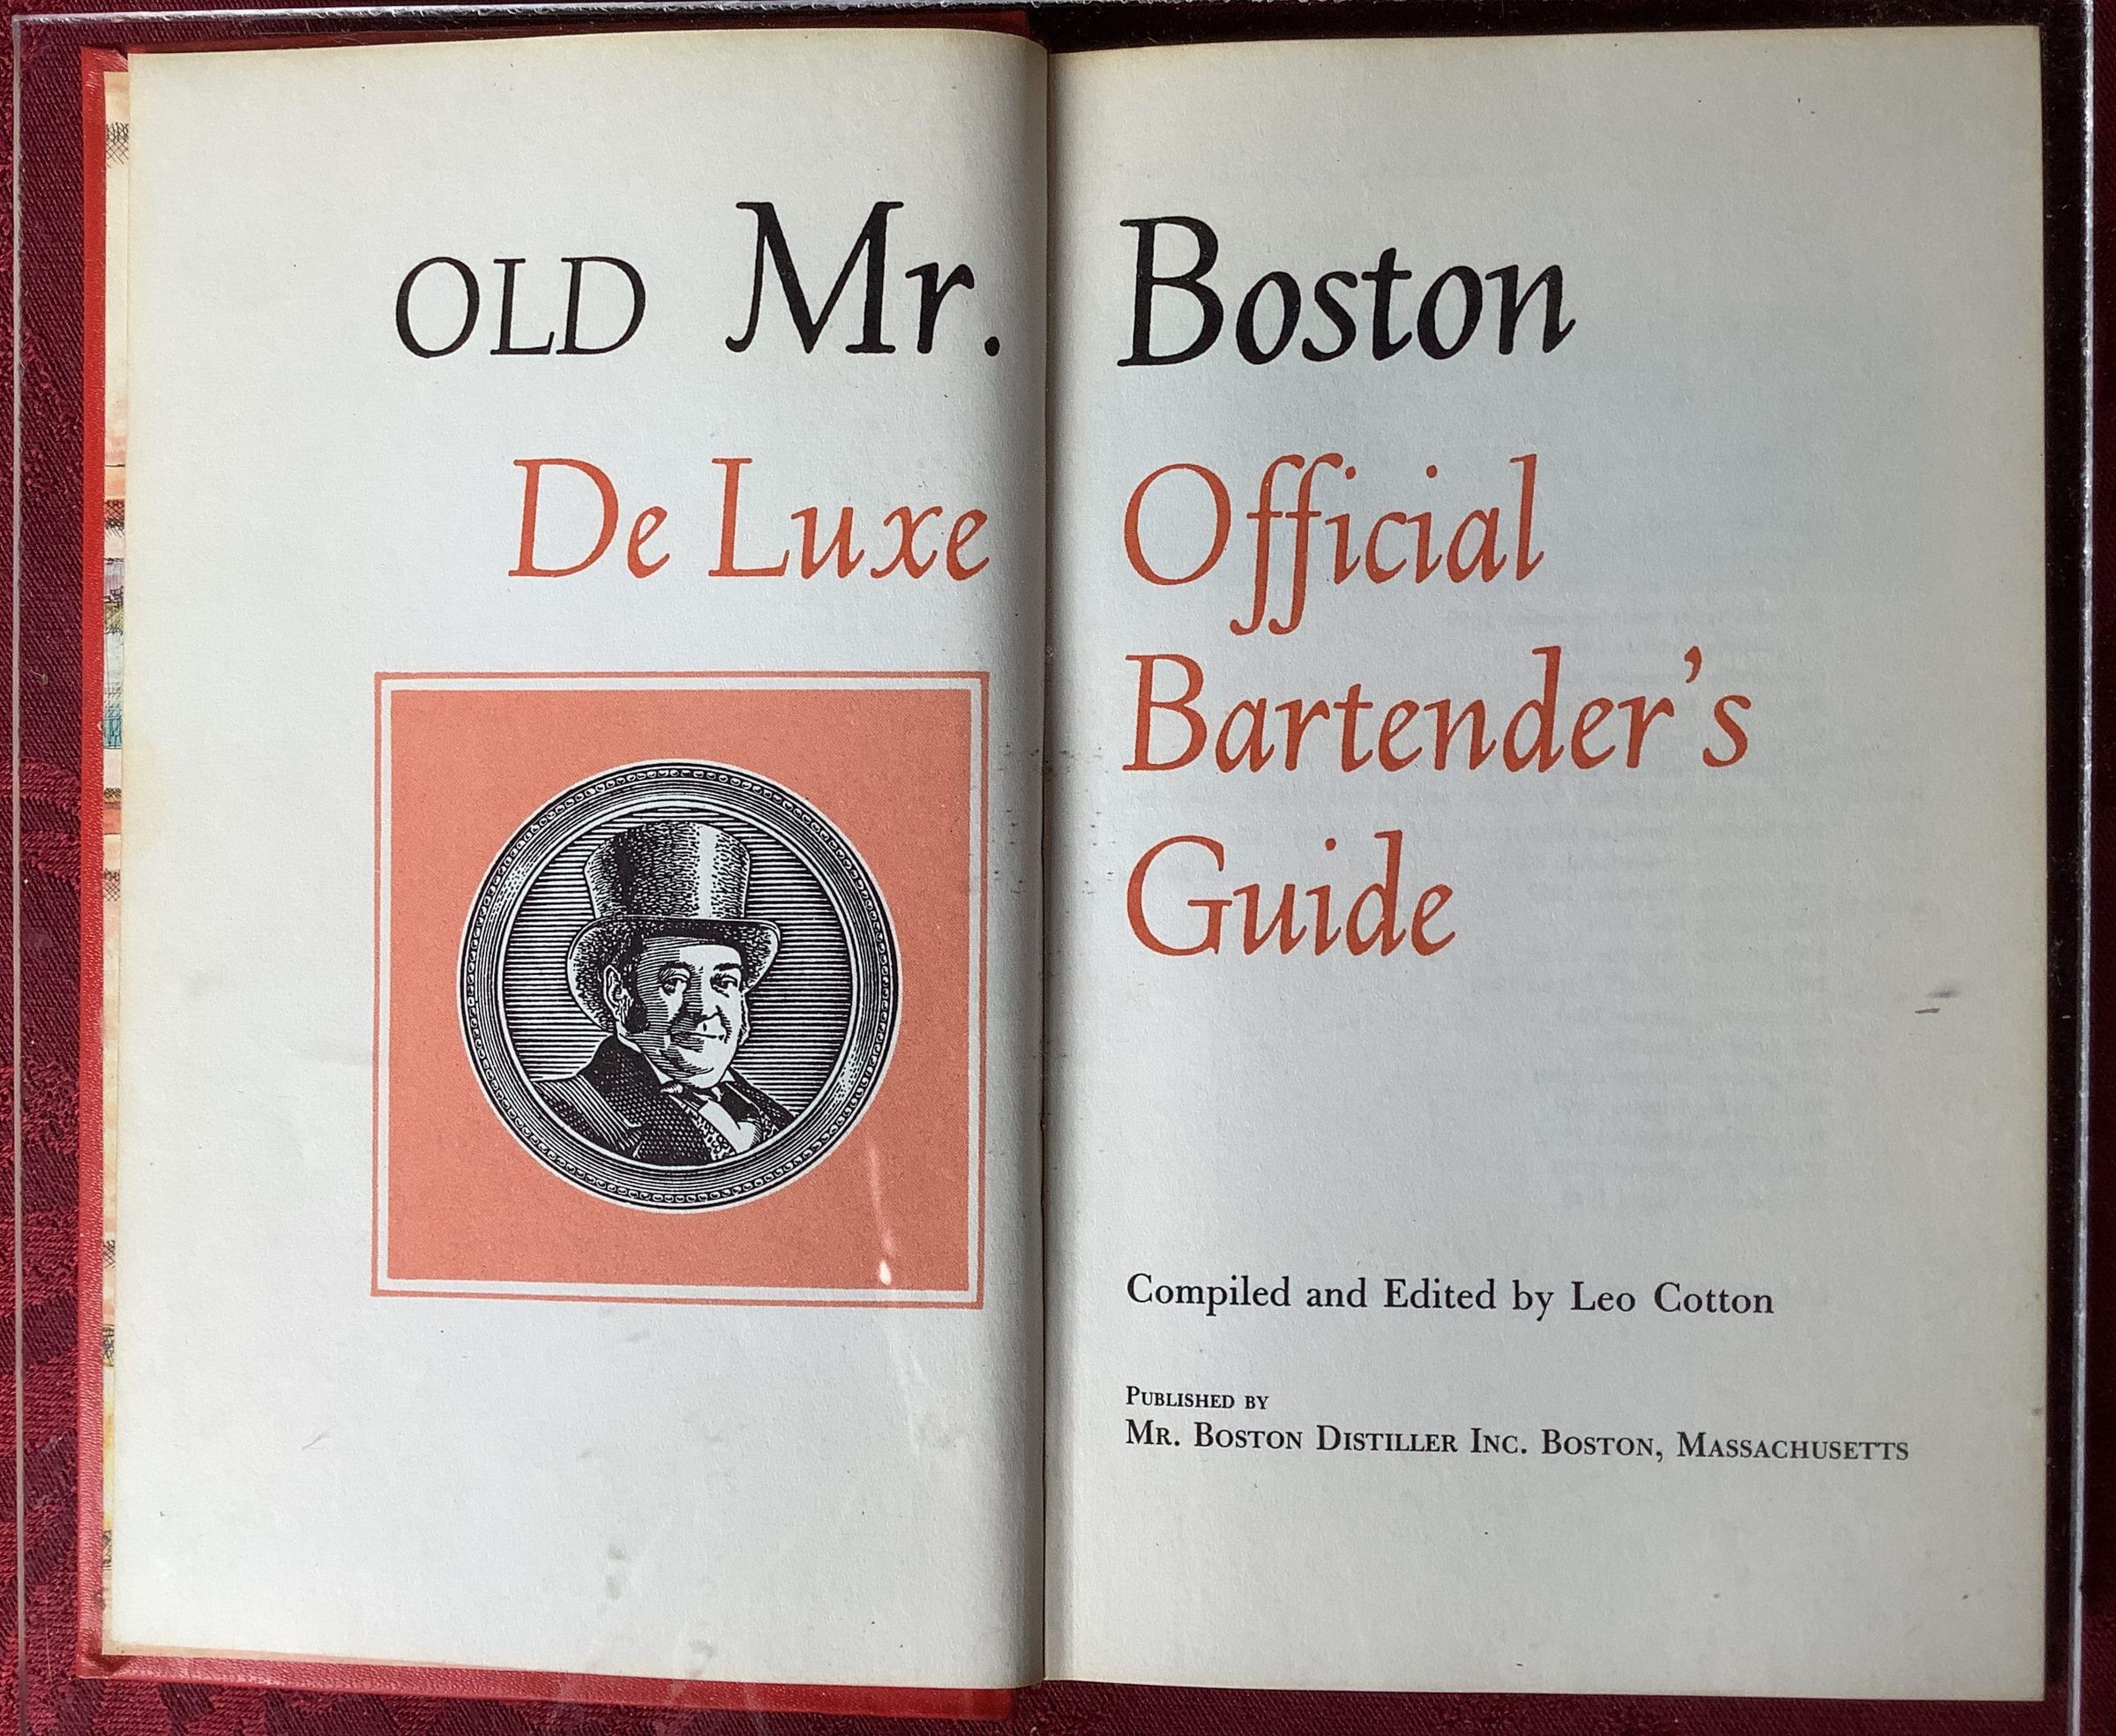 OLD Mr. Boston
De Luxe Official
Bartender's
Guide
Compiled and Edited by Leo Cotton
PUBLISHED BY
MR. BOSTON DISTILLER INC. BOSTON, MASSACHUSETTS